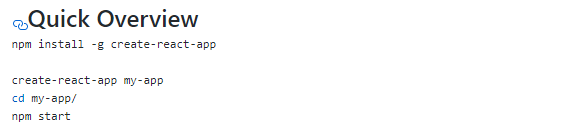 Quick Overview
npm install -g create-react-app
create-react-app my-app
cd my-app/
npm start